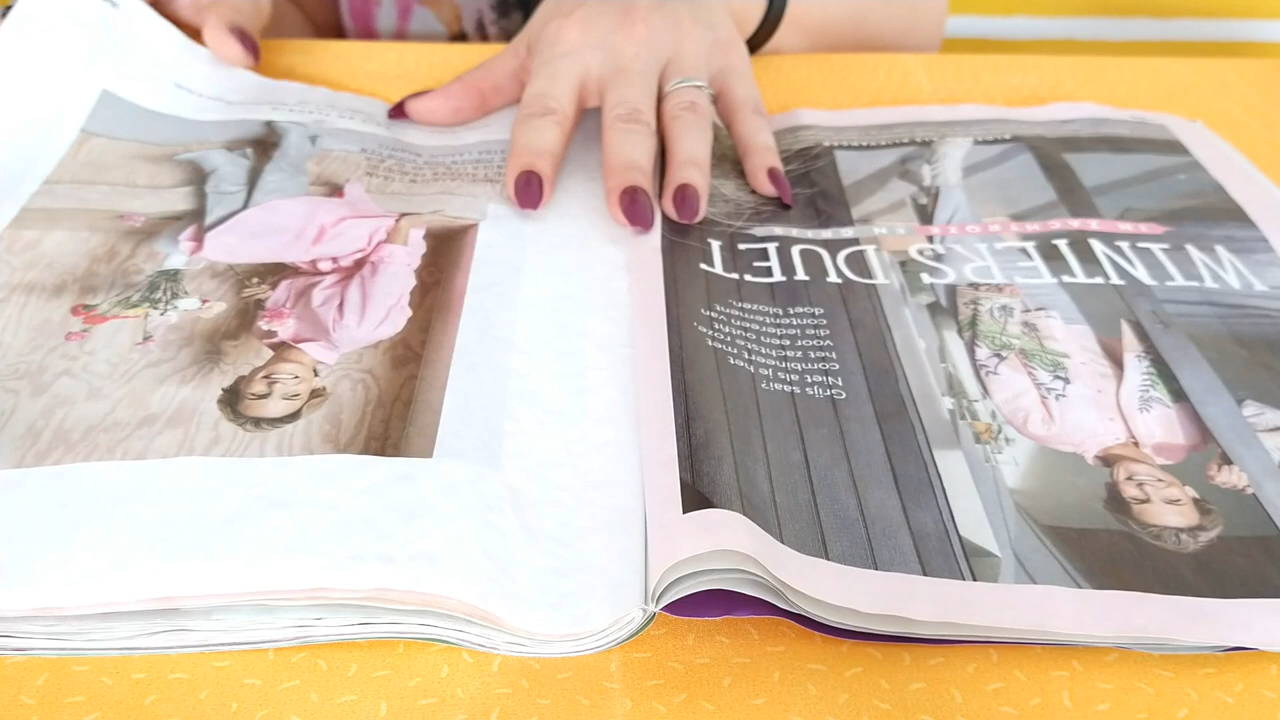 Grijs saai?
Niet als je het
combineert met
het zachtste roze,
voor een outfit
die iedereen van
contentement
doet blozen.
WINTERS DUET
IN ZACHTROZE EN GRIJS